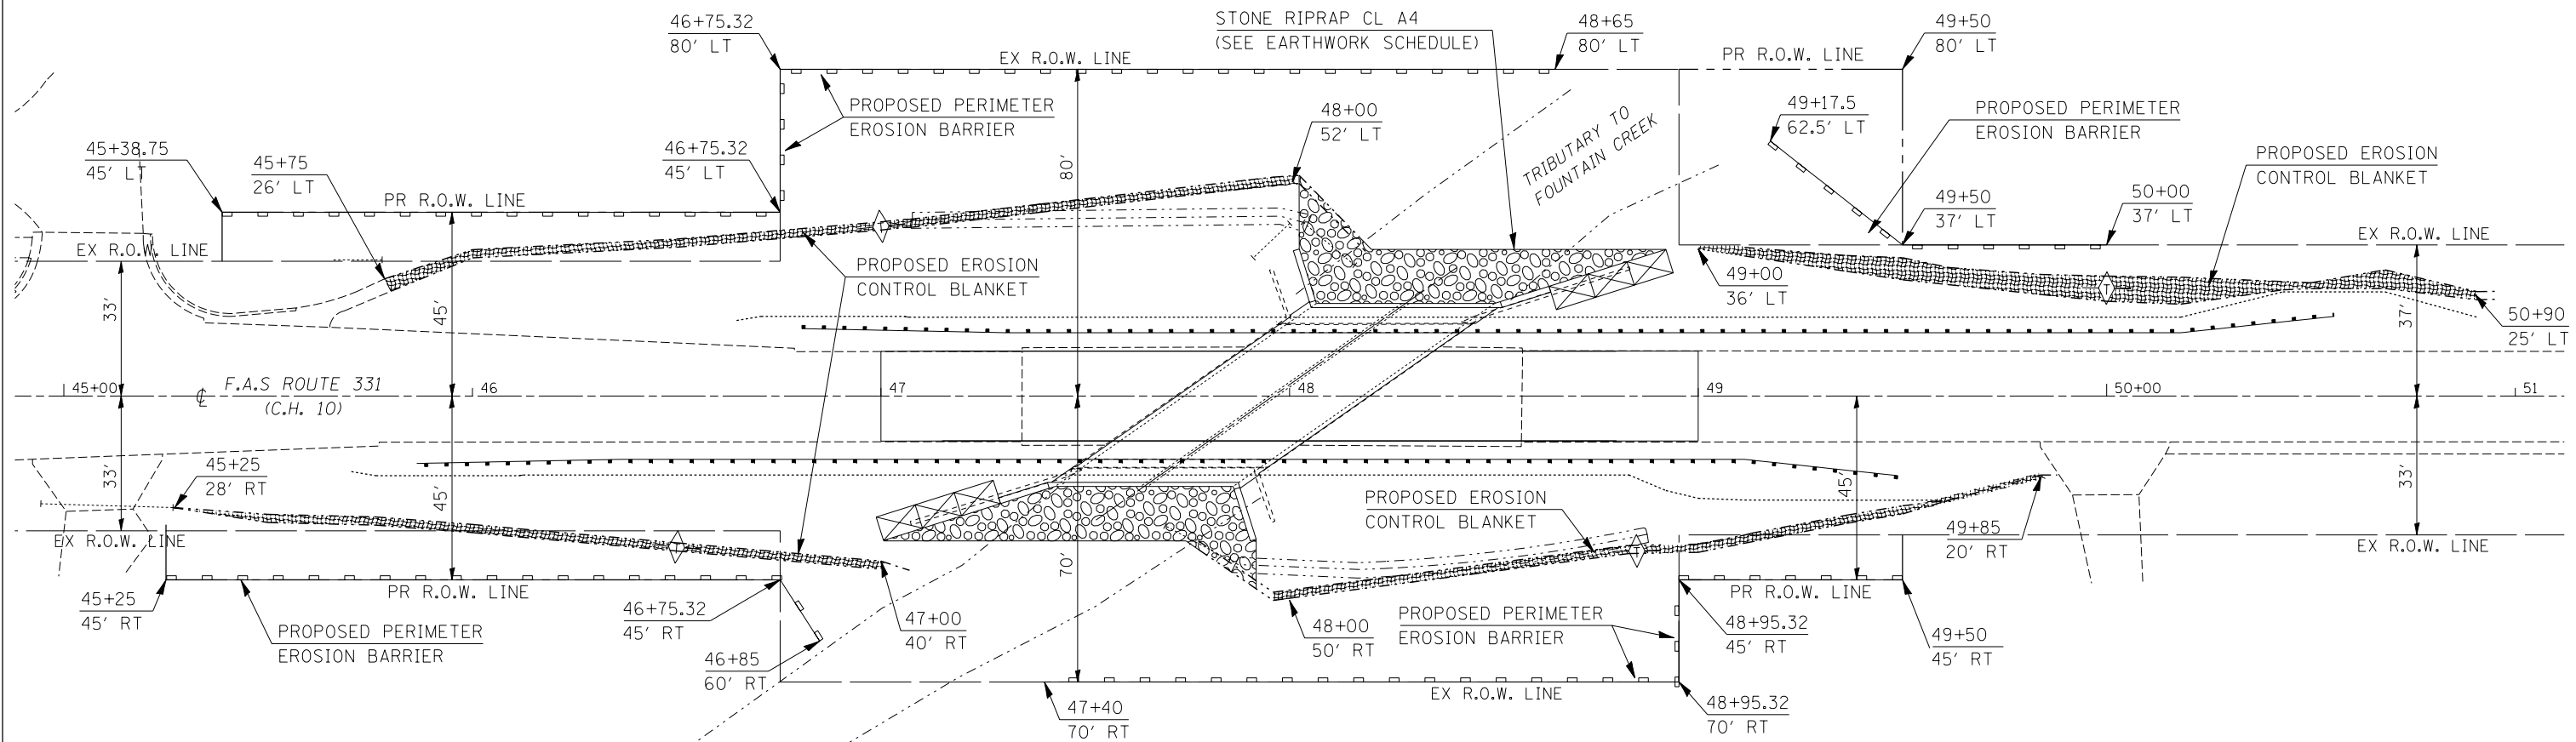 46+75.32
80' LT
STONE RIPRAP CL A4
(SEE EARTHWORK SCHEDULE)
48+65
80' LT
49+50
80' LT
EX R.O.W. LINE
PR R.O.W. LINE
PROPOSED PERIMETER
EROSION BARRIER
48+00
52' LT
TRIBUTARY TO
FOUNTAIN CREEK
49+17.5
62.5' LT
PROPOSED PERIMETER
EROSION BARRIER
45+38.75
45' LT
45+75
26' LT
46+75.32
45' LT
80'
PROPOSED EROSION
CONTROL BLANKET
PR R.O.W. LINE
49+50
37' LT
50+00
37' LT
EX R.O.W. LINE
T
EX R.O.W. LINE
PROPOSED EROSION
CONTROL BLANKET
49+00
36' LT
T
33'
45'
37'
50+90
25' LT
45+00
F.A.S ROUTE 331
(C.H. 10)
46
47
48
49
50+00
51
33'
45+25
28' RT
45'
PROPOSED EROSION
CONTROL BLANKET
45'
33'
EX R.O.W. LINE
T
70'
T
49+85
20' RT
EX R.O.W. LINE
45+25
45' RT
PR R.O.W. LINE
46+75.32
45' RT
PR R.O.W. LINE
PROPOSED PERIMETER
EROSION BARRIER
47+00
40' RT
48+00
50' RT
PROPOSED PERIMETER
EROSION BARRIER
48+95.32
45' RT
49+50
45' RT
46+85
60' RT
EX R.O.W. LINE
47+40
70' RT
48+95.32
70' RT